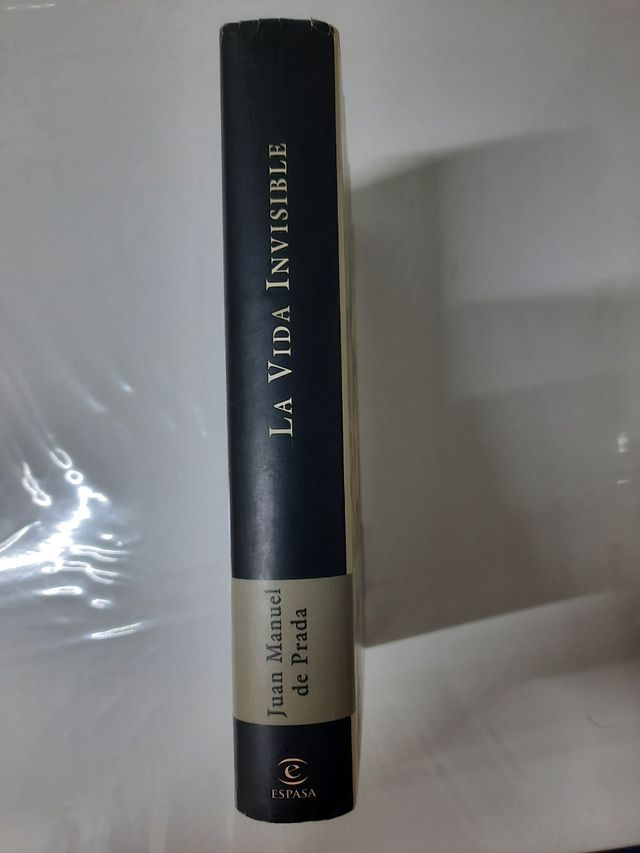 LA VIDA INVISIBLE
Juan Manuel
de Prada
e
ESPASA